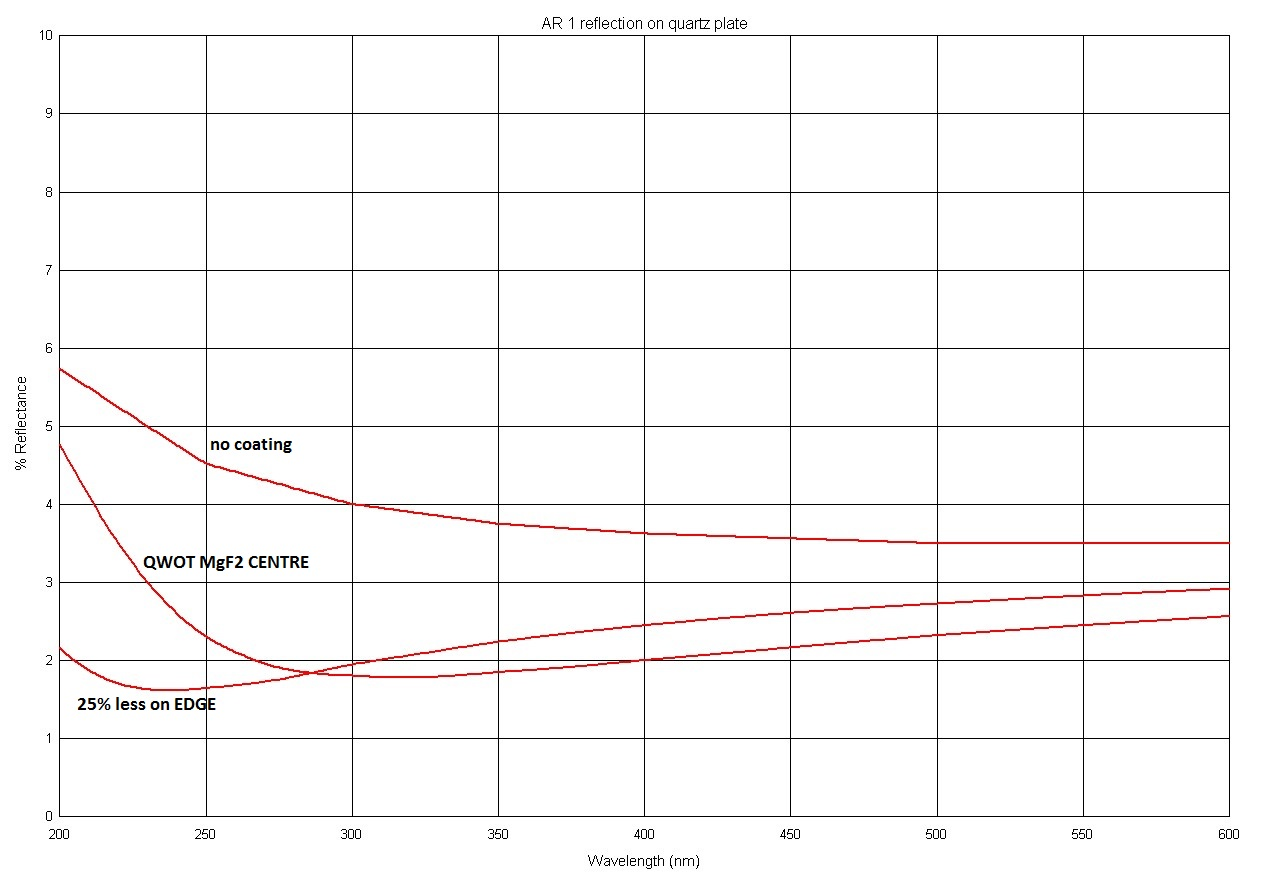 AR 1 reflection on quartz plate
10
9
8
7
6
5
4
3
2
1
0
% Reflectance
no coating
QWOT MgF2 CENTRE
25% less on EDGE
200 250 300 350 400 450 500 550 600
Wavelength (nm)